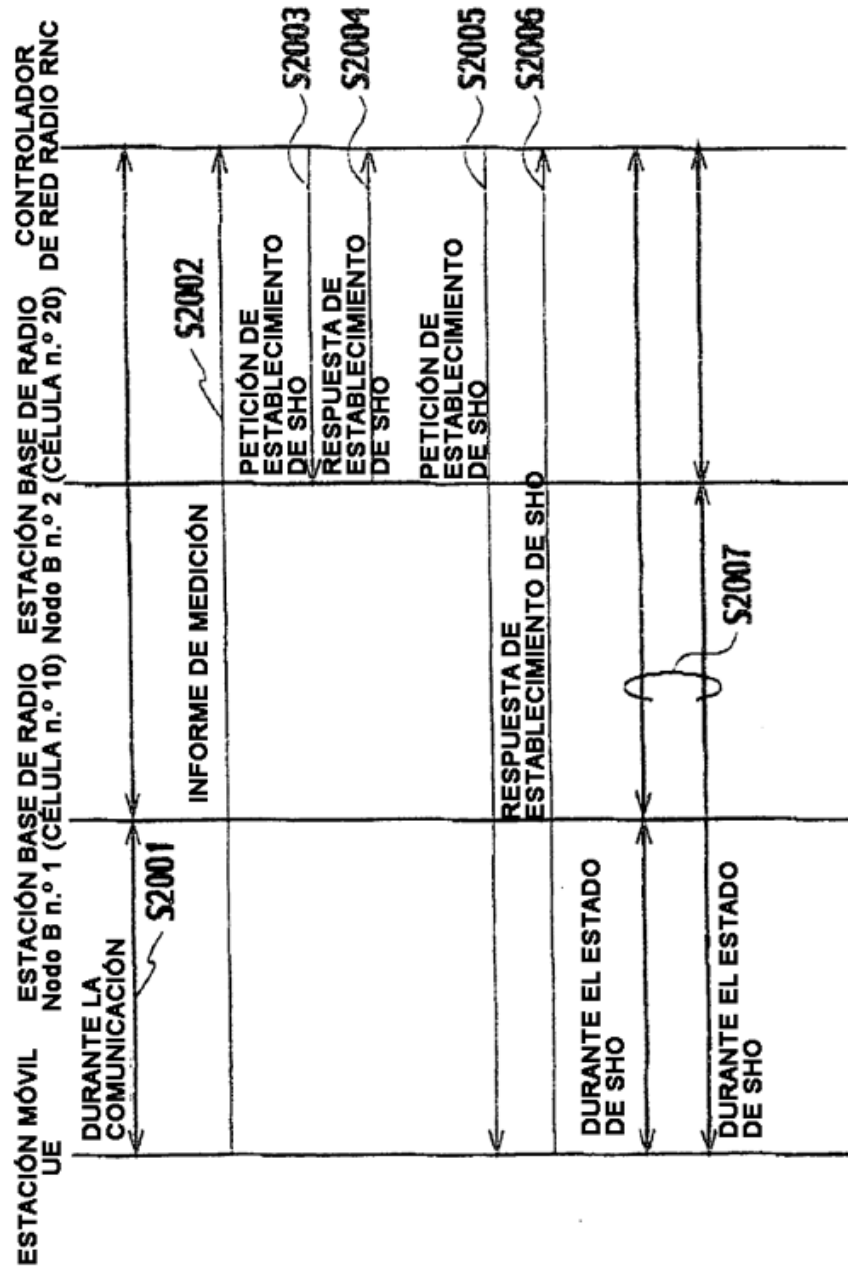 ESTACIÓN MÓVIL
UE
ESTACIÓN BASE DE RADIO
Nodo B n.º 1 (CÉLULA n.º 10)
ESTACIÓN BASE DE RADIO
Nodo B n.º 2 (CÉLULA n.º 20)
CONTROLADOR
DE RED RADIO RNC
DURANTE LA
COMUNICACIÓN
S2001
INFORME DE MEDICIÓN
S2002
PETICIÓN DE
ESTABLECIMIENTO
DE SHO
S2003
RESPUESTA DE
ESTABLECIMIENTO
DE SHO
S2004
PETICIÓN DE
ESTABLECIMIENTO
DE SHO
S2005
RESPUESTA DE
ESTABLECIMIENTO DE SHO
S2006
DURANTE EL ESTADO
DE SHO
DURANTE EL ESTADO
DE SHO
S2007